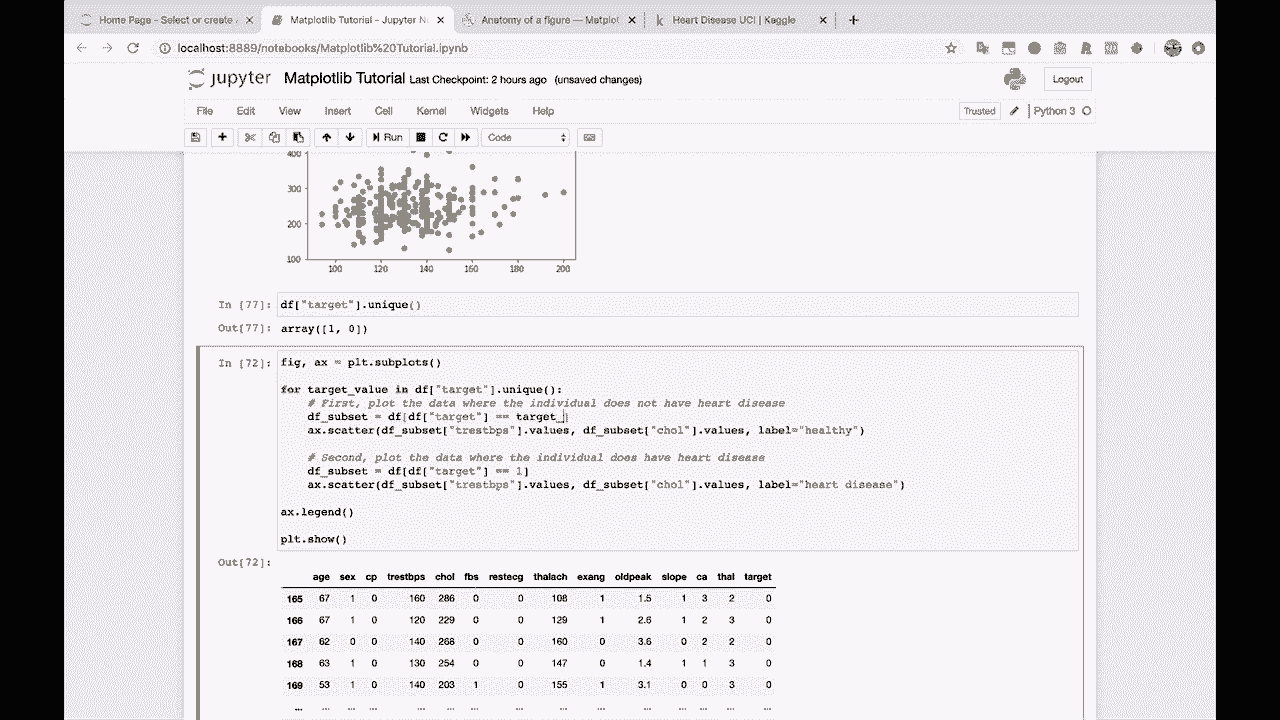 Home Page - Select or create a
Matplotlib Tutorial - Jupyter N
Anatomy of a figure — Matplot
Heart Disease UCI | Kaggle
localhost:8889/notebooks/Matplotlib%20Tutorial.ipynb
jupyter Matplotlib Tutorial Last Checkpoint: 2 hours ago (unsaved changes)
Logout
File Edit View Insert Cell Kernel Widgets Help
Trusted Python 3
Run Code
400
300
200
100
100 120 140 160 180 200
In [77]: df["target"].unique()
Out[77]: array([1, 0])
In [72]: fig, ax = plt.subplots()
for target_value in df["target"].unique():
# First, plot the data where the individual does not have heart disease
df_subset = df[df["target"] == target_]
ax.scatter(df_subset["trestbps"].values, df_subset["chol"].values, label="healthy")
# Second, plot the data where the individual does have heart disease
df_subset = df[df["target"] == 1]
ax.scatter(df_subset["trestbps"].values, df_subset["chol"].values, label="heart disease")
ax.legend()
plt.show()
Out[72]:
age sex cp trestbps chol fbs restecg thalach exang oldpeak slope ca thal target
165 67 1 0 160 286 0 0 108 1 1.5 1 3 2 0
166 67 1 0 120 229 0 0 129 1 2.6 1 2 3 0
167 62 0 0 140 268 0 0 160 0 3.6 0 2 2 0
168 63 1 0 130 254 0 0 147 0 1.4 1 1 3 0
169 53 1 0 140 203 1 0 155 1 3.1 0 0 3 0
... ... ... ... ... ... ... ... ... ... ... ... ... ... ...